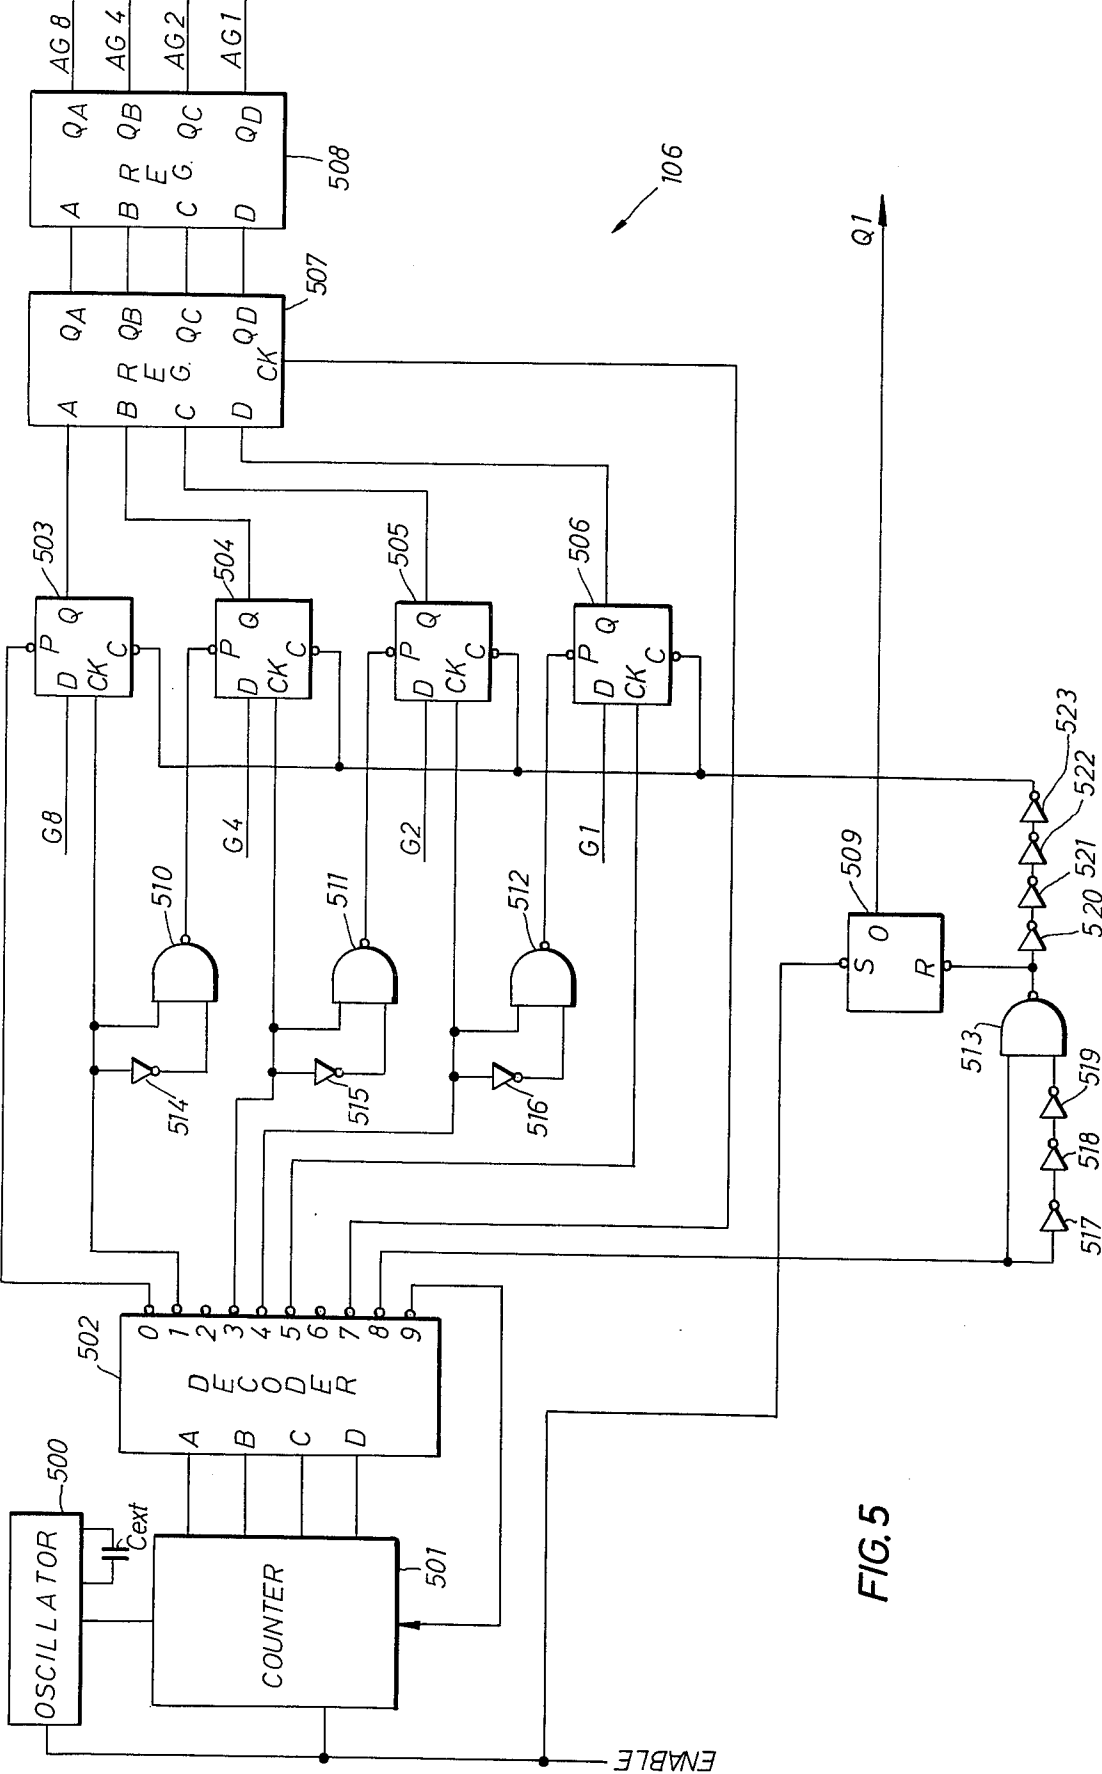 OSCILLATOR
500
Cext
COUNTER
501
ENABLE
502
A
B
C
D
DECODER
0
1
2
3
4
5
6
7
8
9
514
510
515
511
516
512
G8
G4
G2
G1
D
P
Q
CK
C
503
D
P
Q
CK
C
504
D
P
Q
CK
C
505
D
P
Q
CK
C
506
A
B
C
D
REG.
QA
QB
QC
QD
CK
507
A
B
C
D
REG.
QA
QB
QC
QD
508
AG8
AG4
AG2
AG1
106
Q1
509
S
O
R
513
517
518
519
520
521
522
523
FIG.5